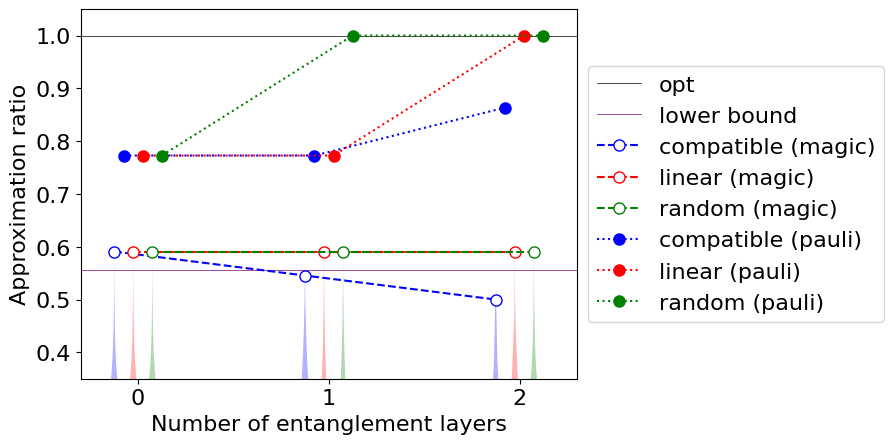 1.0
0.9
0.8
0.7
0.6
0.5
0.4
Approximation ratio
0 1 2
Number of entanglement layers
opt
lower bound
compatible (magic)
linear (magic)
random (magic)
compatible (pauli)
linear (pauli)
random (pauli)